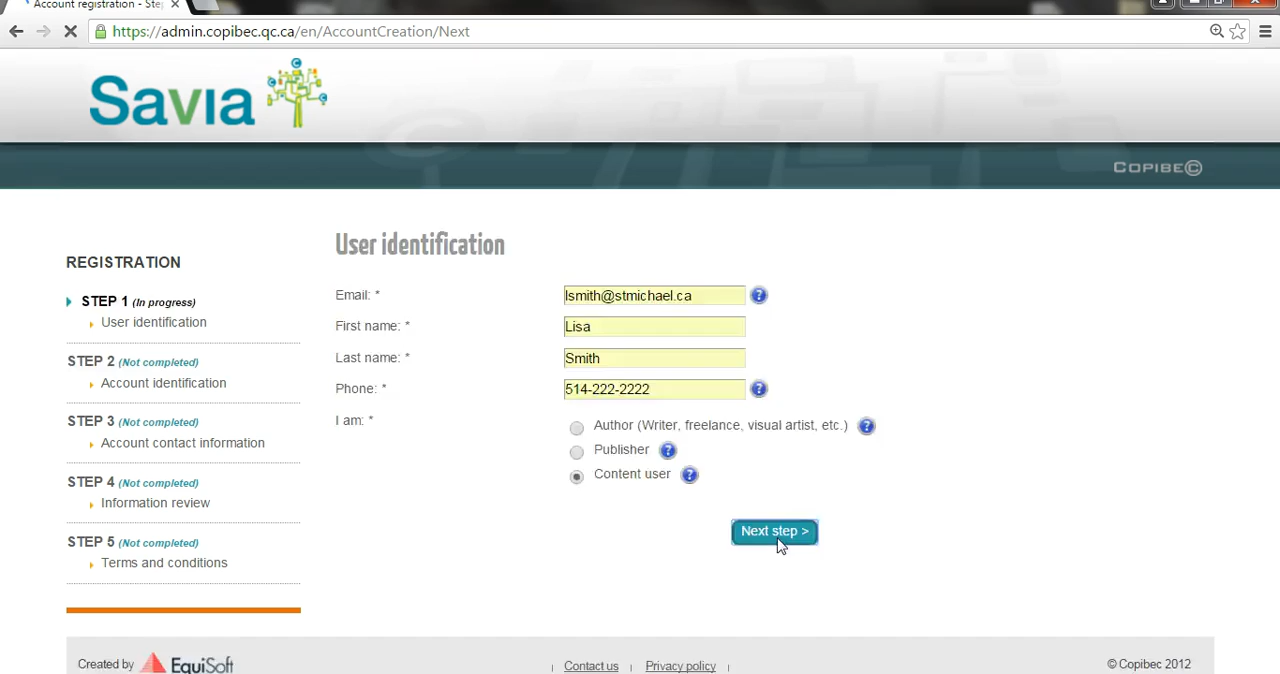 Account registration - Ste
https://admin.copibec.qc.ca/en/AccountCreation/Next
Savia
COPIBEC
REGISTRATION
STEP 1 (In progress)
User identification
STEP 2 (Not completed)
Account identification
STEP 3 (Not completed)
Account contact information
STEP 4 (Not completed)
Information review
STEP 5 (Not completed)
Terms and conditions
User identification
Email: * lsmith@stmichael.ca ?
First name: * Lisa
Last name: * Smith
Phone: * 514-222-2222 ?
I am: * Author (Writer, freelance, visual artist, etc.) ?
Publisher ?
Content user ?
Next step >
Created by EquiSoft
Contact us | Privacy policy |
© Copibec 2012